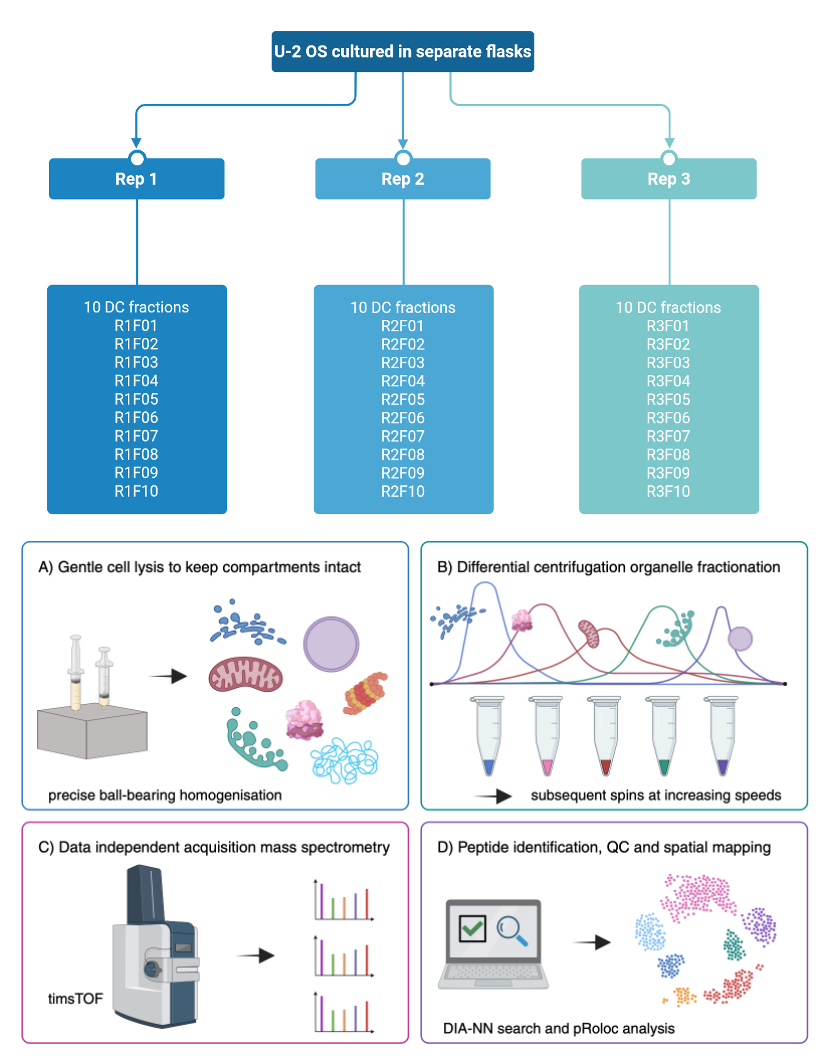 U-2 OS cultured in separate flasks
Rep 1
Rep 2
Rep 3
10 DC fractions
R1F01
R1F02
R1F03
R1F04
R1F05
R1F06
R1F07
R1F08
R1F09
R1F10
10 DC fractions
R2F01
R2F02
R2F03
R2F04
R2F05
R2F06
R2F07
R2F08
R2F09
R2F10
10 DC fractions
R3F01
R3F02
R3F03
R3F04
R3F05
R3F06
R3F07
R3F08
R3F09
R3F10
A) Gentle cell lysis to keep compartments intact
precise ball-bearing homogenisation
B) Differential centrifugation organelle fractionation
subsequent spins at increasing speeds
C) Data independent acquisition mass spectrometry
timsTOF
D) Peptide identification, QC and spatial mapping
DIA-NN search and pRoloc analysis